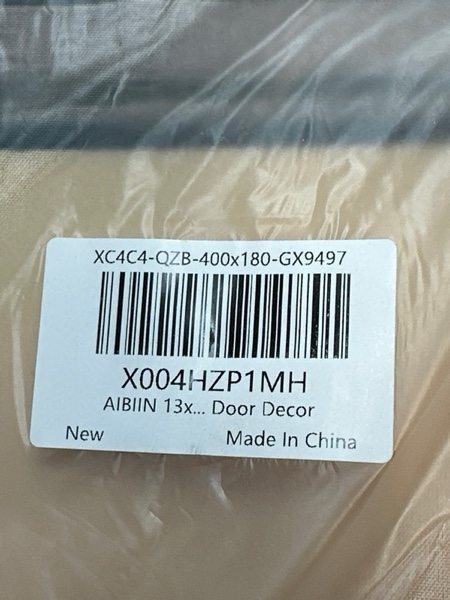 XC4C4-QZB-400x180-GX9497
X004HZP1MH
AIBIIN 13x... Door Decor
New Made In China